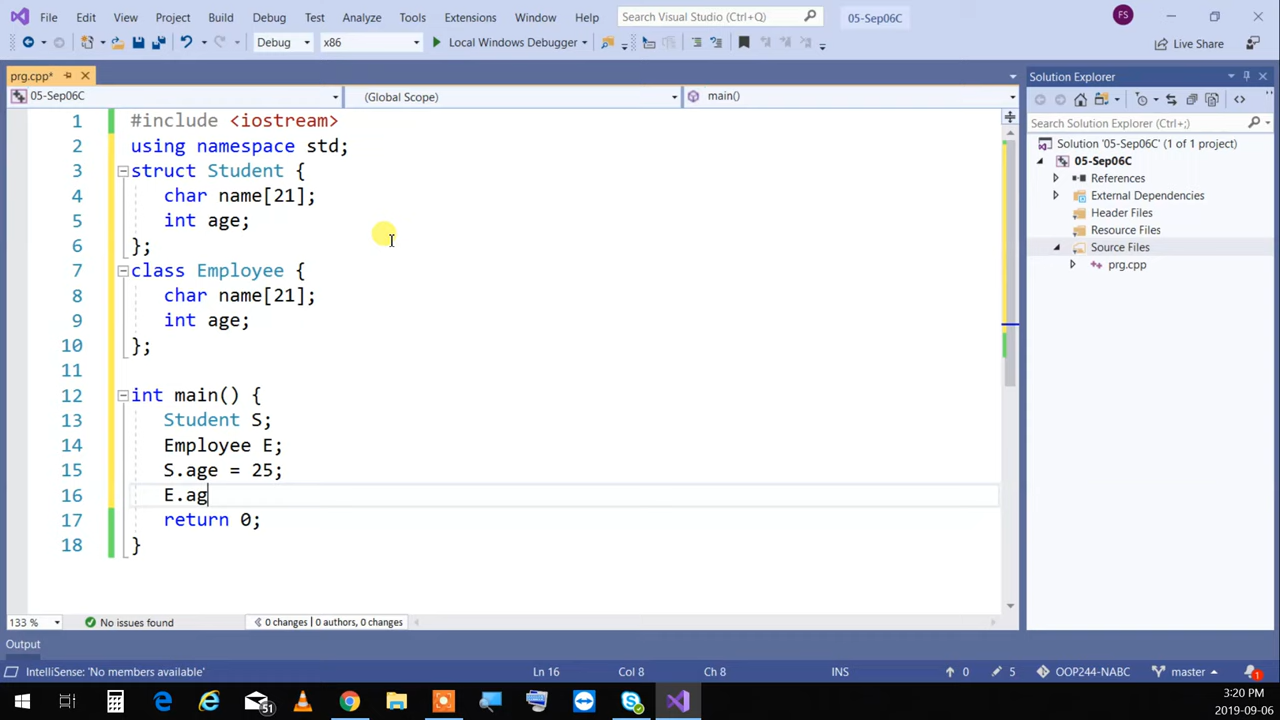 File Edit View Project Build Debug Test Analyze Tools Extensions Window Help Search Visual Studio (Ctrl+Q) 05-Sep06C FS
Debug x86 Local Windows Debugger Live Share
prg.cpp*
05-Sep06C (Global Scope) main()
1 #include <iostream>
2 using namespace std;
3 struct Student {
4 char name[21];
5 int age;
6 };
7 class Employee {
8 char name[21];
9 int age;
10 };
11
12 int main() {
13 Student S;
14 Employee E;
15 S.age = 25;
16 E.ag
17 return 0;
18 }
Solution Explorer
Search Solution Explorer (Ctrl+;)
Solution '05-Sep06C' (1 of 1 project)
05-Sep06C
References
External Dependencies
Header Files
Resource Files
Source Files
prg.cpp
133 % No issues found 0 changes | 0 authors, 0 changes
Output
IntelliSense: 'No members available' Ln 16 Col 8 Ch 8 INS 0 5 OOP244-NABC master 1
51
3:20 PM
2019-09-06